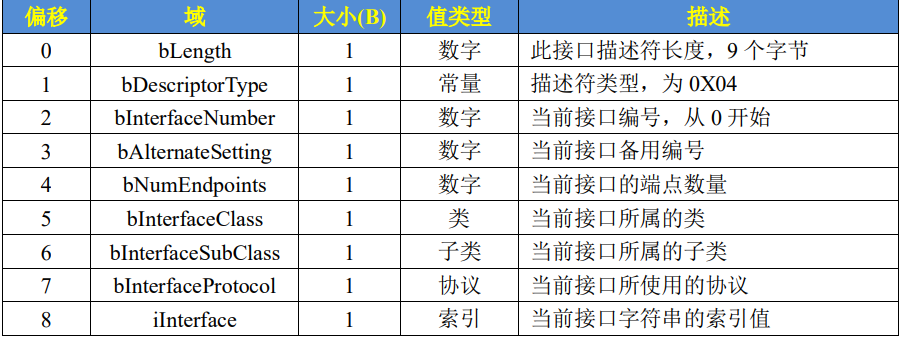 偏移 域 大小(B) 值类型 描述
0 bLength 1 数字 此接口描述符长度，9 个字节
1 bDescriptorType 1 常量 描述符类型，为 0X04
2 bInterfaceNumber 1 数字 当前接口编号，从 0 开始
3 bAlternateSetting 1 数字 当前接口备用编号
4 bNumEndpoints 1 数字 当前接口的端点数量
5 bInterfaceClass 1 类 当前接口所属的类
6 bInterfaceSubClass 1 子类 当前接口所属的子类
7 bInterfaceProtocol 1 协议 当前接口所使用的协议
8 iInterface 1 索引 当前接口字符串的索引值